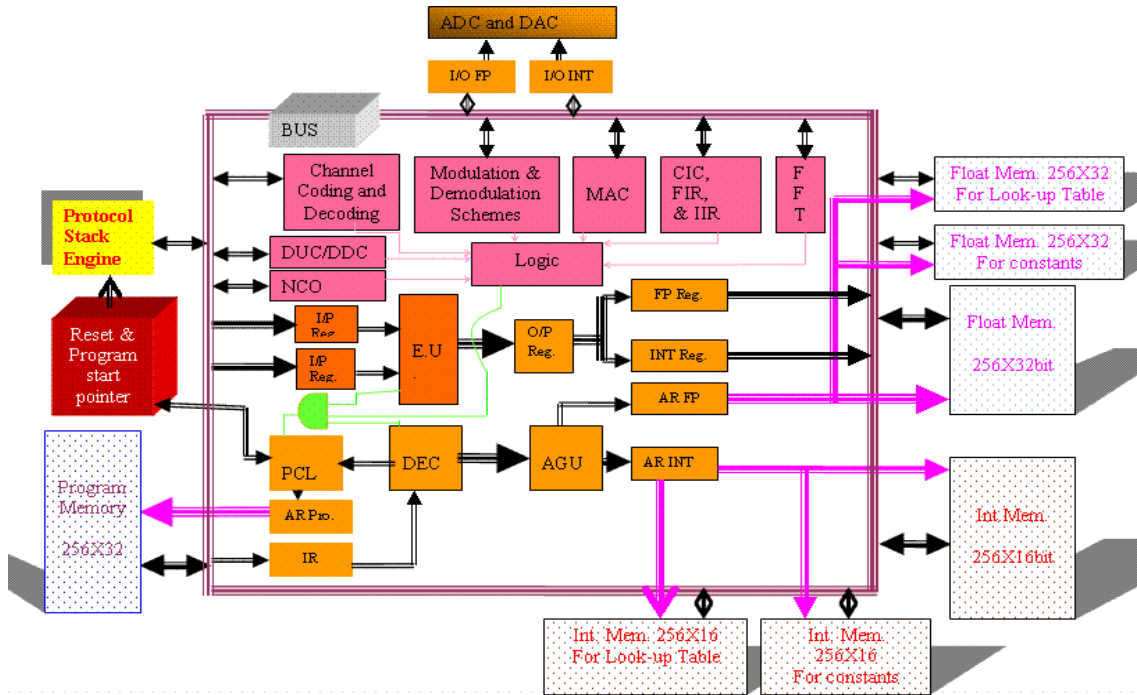 ADC and DAC
I/O FP
I/O INT
BUS
Channel
Coding and
Decoding
Modulation &
Demodulation
Schemes
MAC
CIC,
FIR,
& IIR
F
F
T
Float Mem. 256X32
For Look-up Table
Protocol
Stack
Engine
DUC/DDC
Logic
Float Mem. 256X32
For constants
NCO
Reset &
Program
start
pointer
I/P
Reg.
I/P
Reg.
E.U
.
O/P
Reg.
FP Reg.
INT Reg.
AR FP
Float Mem.
256X32bit
PCL
DEC
AGU
AR INT
Program
Memory
256X32
AR Pro.
IR
Int Mem.
256X16bit
Int. Mem. 256X16
For Look-up Table
Int. Mem.
256X16
For constants